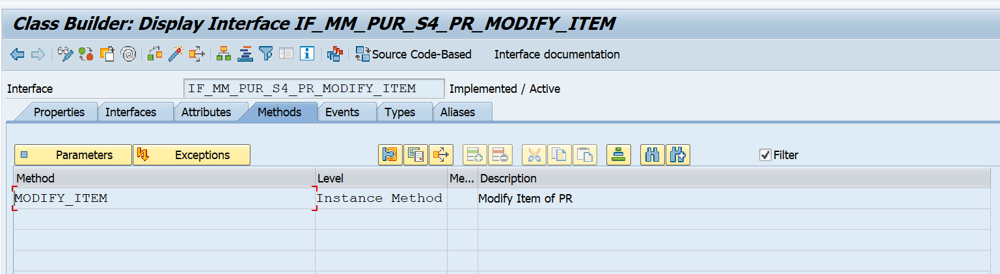 Class Builder: Display Interface IF_MM_PUR_S4_PR_MODIFY_ITEM
Source Code-Based Interface documentation
Interface IF_MM_PUR_S4_PR_MODIFY_ITEM Implemented / Active
Properties Interfaces Attributes Methods Events Types Aliases
Parameters Exceptions Filter
Method Level Me... Description
MODIFY_ITEM Instance Method Modify Item of PR